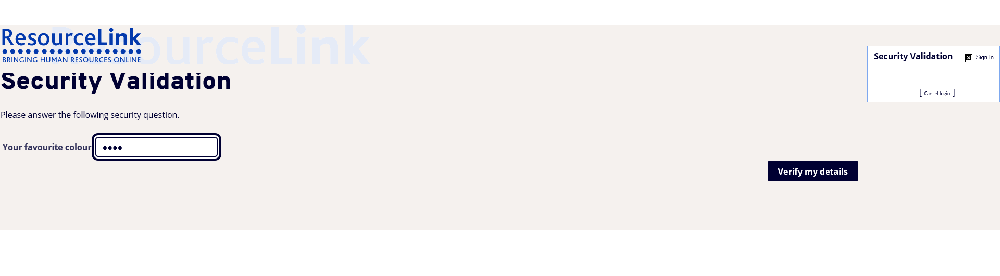 ResourceLink
BRINGING HUMAN RESOURCES ONLINE
Security Validation
Please answer the following security question.
Your favourite colour ••••
Verify my details
Security Validation Sign In
[ Cancel login ]